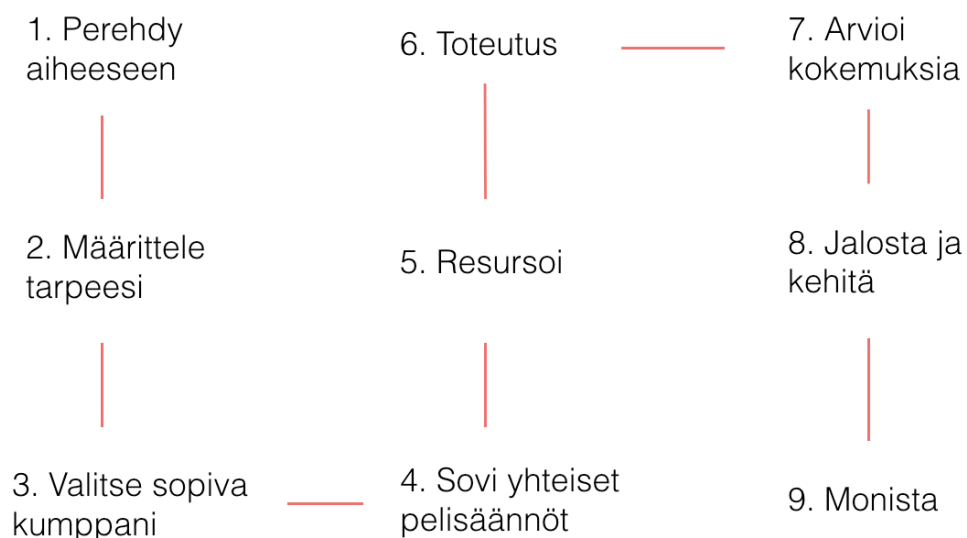 1. Perehdy
aiheeseen
2. Määrittele
tarpeesi
3. Valitse sopiva
kumppani
4. Sovi yhteiset
pelisäännöt
5. Resursoi
6. Toteutus
7. Arvioi
kokemuksia
8. Jalosta ja
kehitä
9. Monista